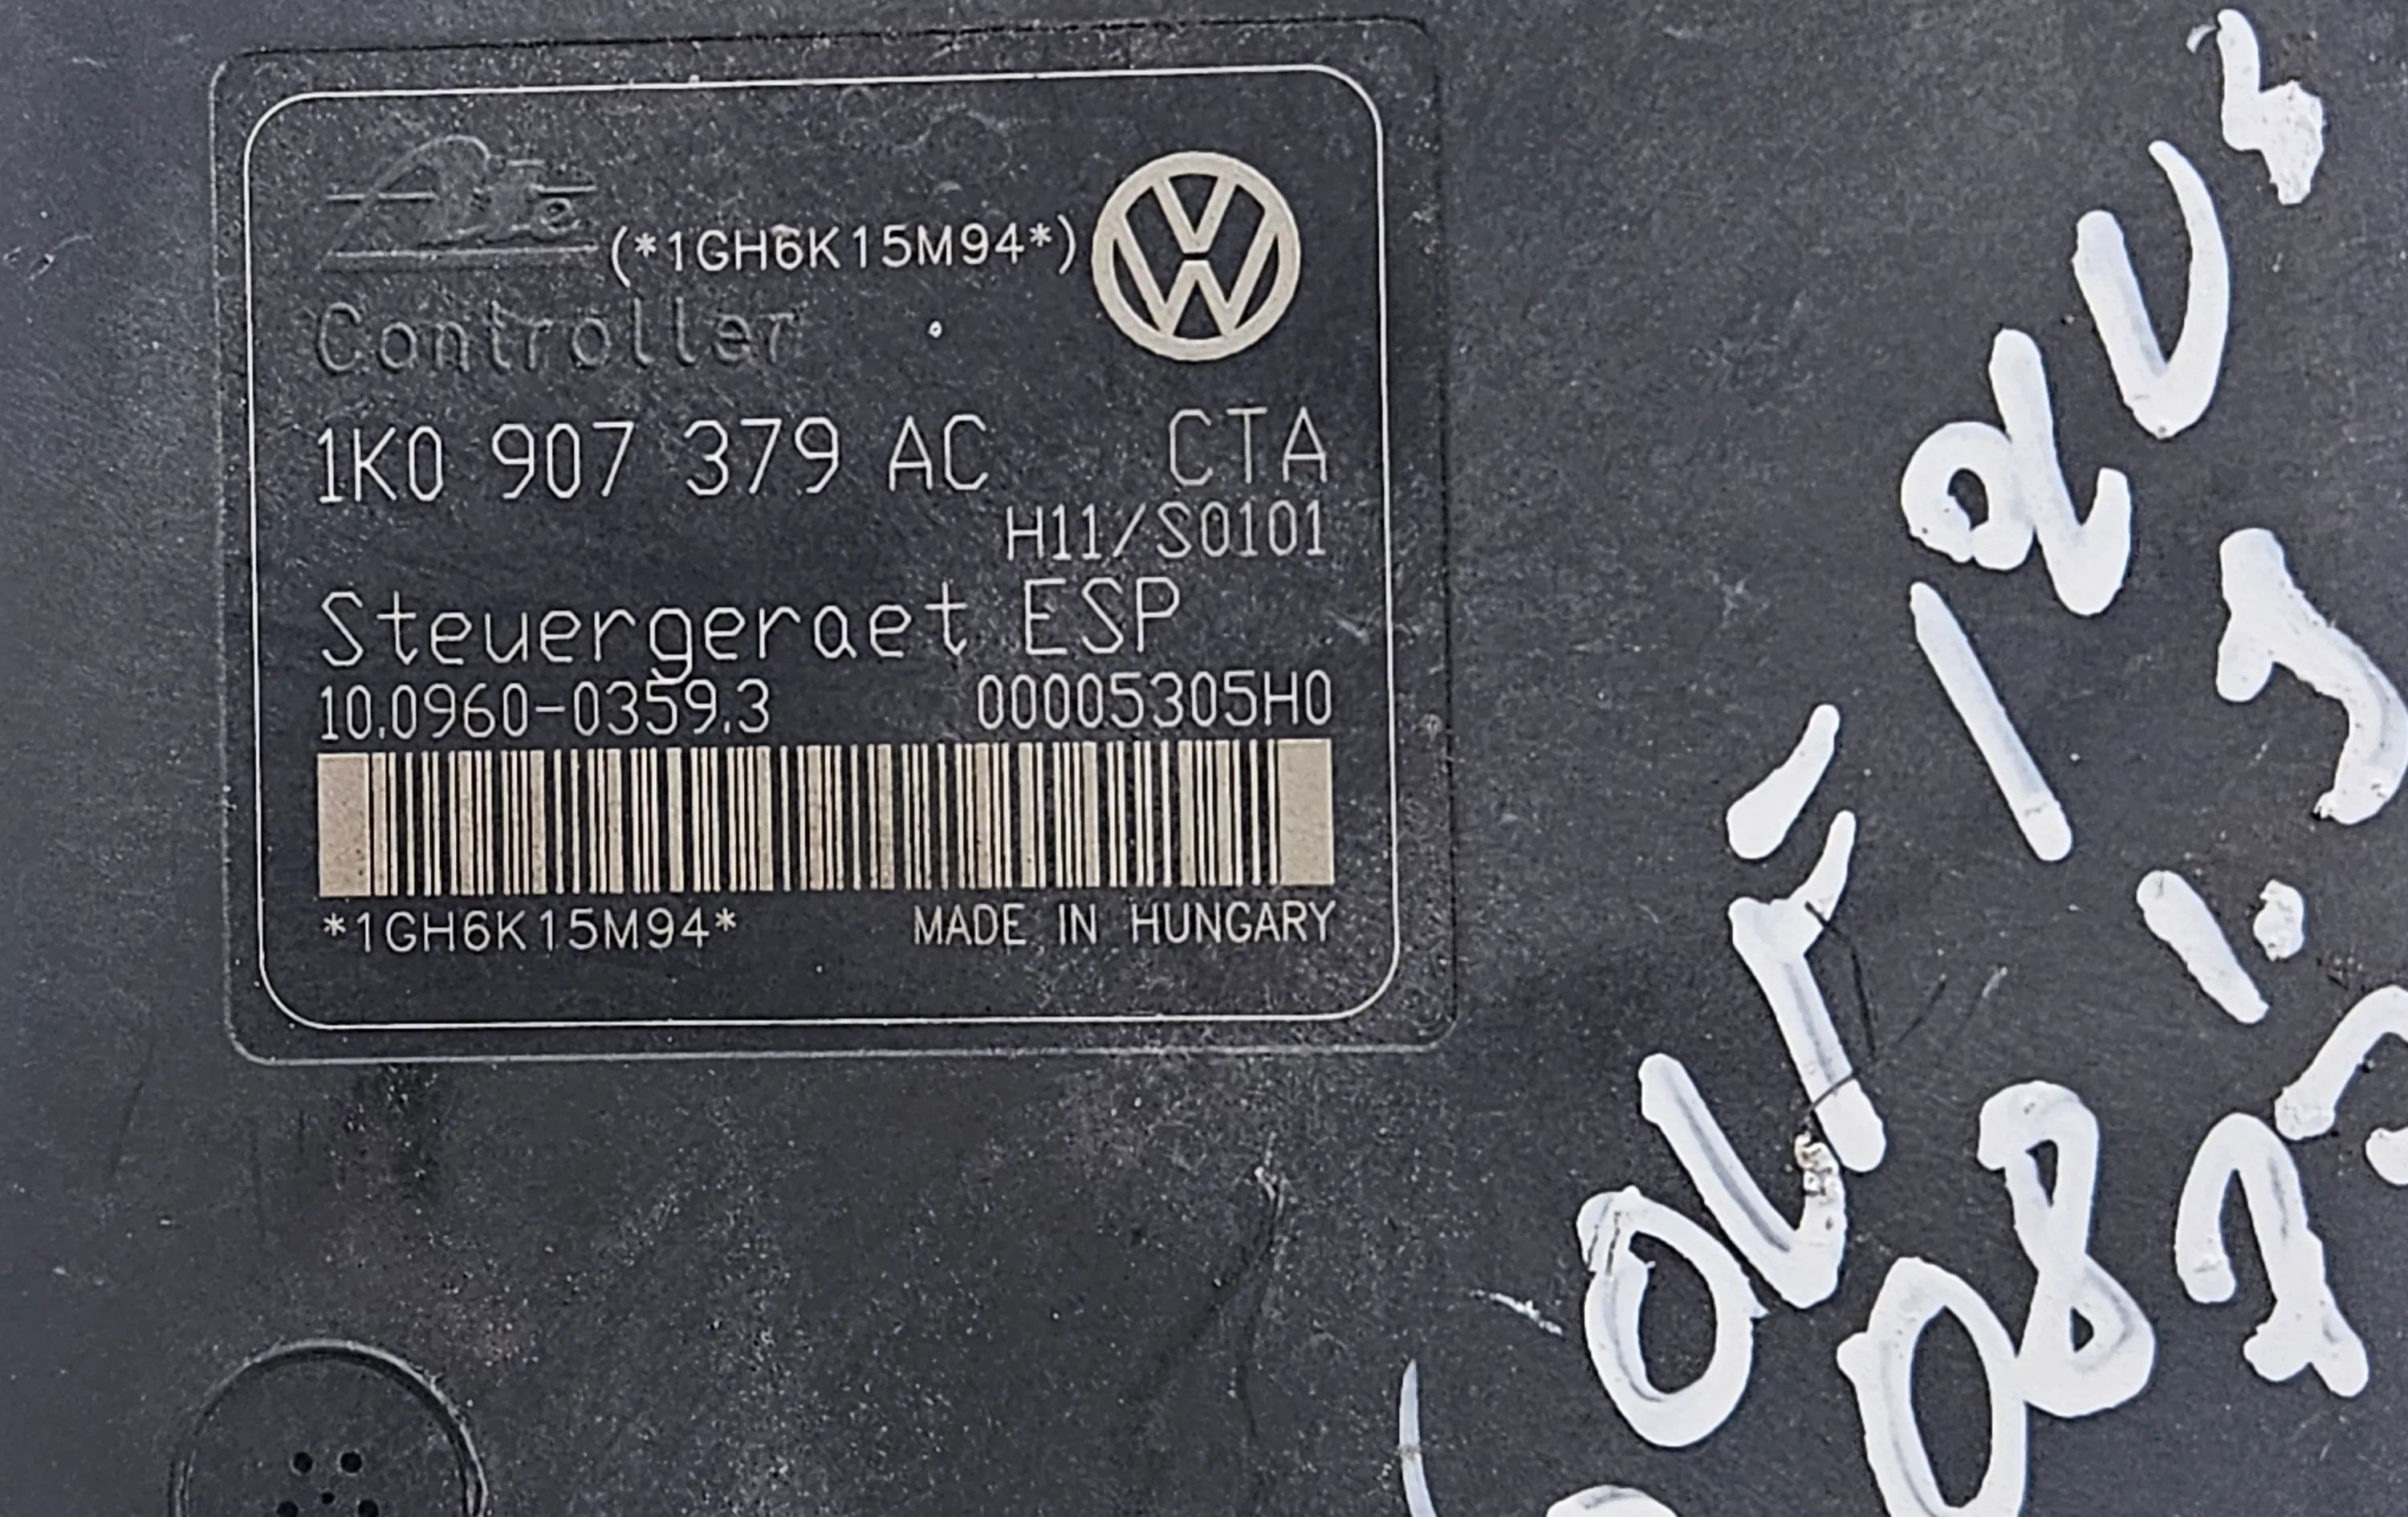 Ate
(*1GH6K15M94*)
Controller
1K0 907 379 AC CTA
H11/S0101
Steuergeraet ESP
10.0960-0359.3 00005305H0
*1GH6K15M94*
MADE IN HUNGARY